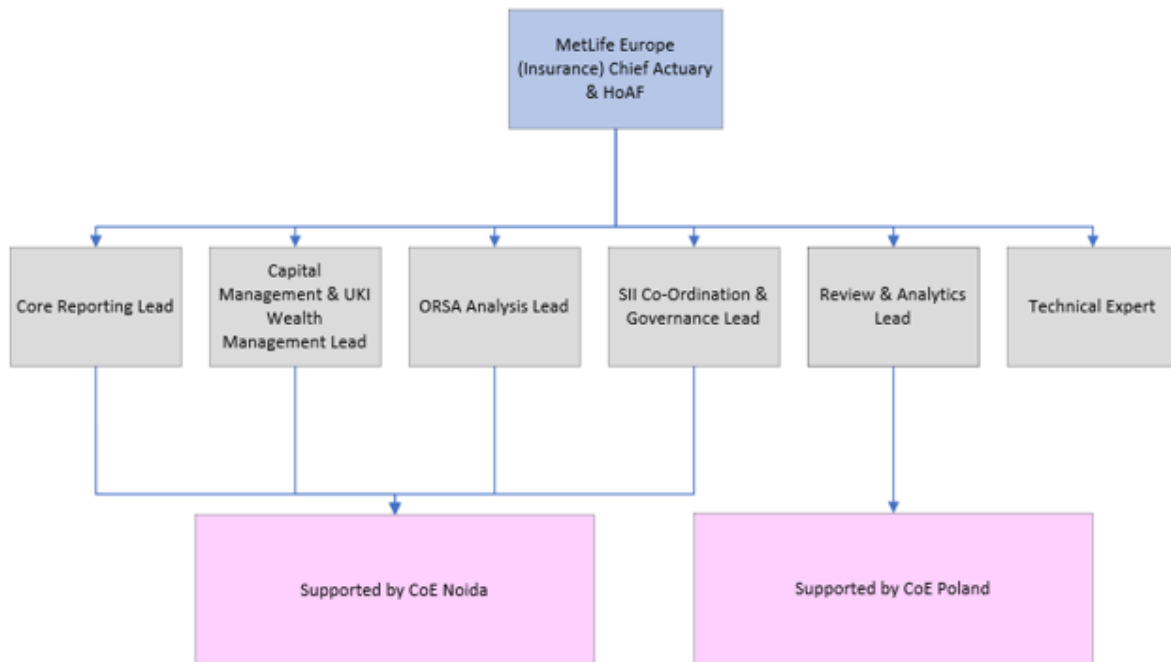 MetLife Europe
(Insurance) Chief Actuary
& HoAF
Core Reporting Lead
Capital
Management & UKI
Wealth
Management Lead
ORSA Analysis Lead
SII Co-Ordination &
Governance Lead
Review & Analytics
Lead
Technical Expert
Supported by CoE Noida
Supported by CoE Poland